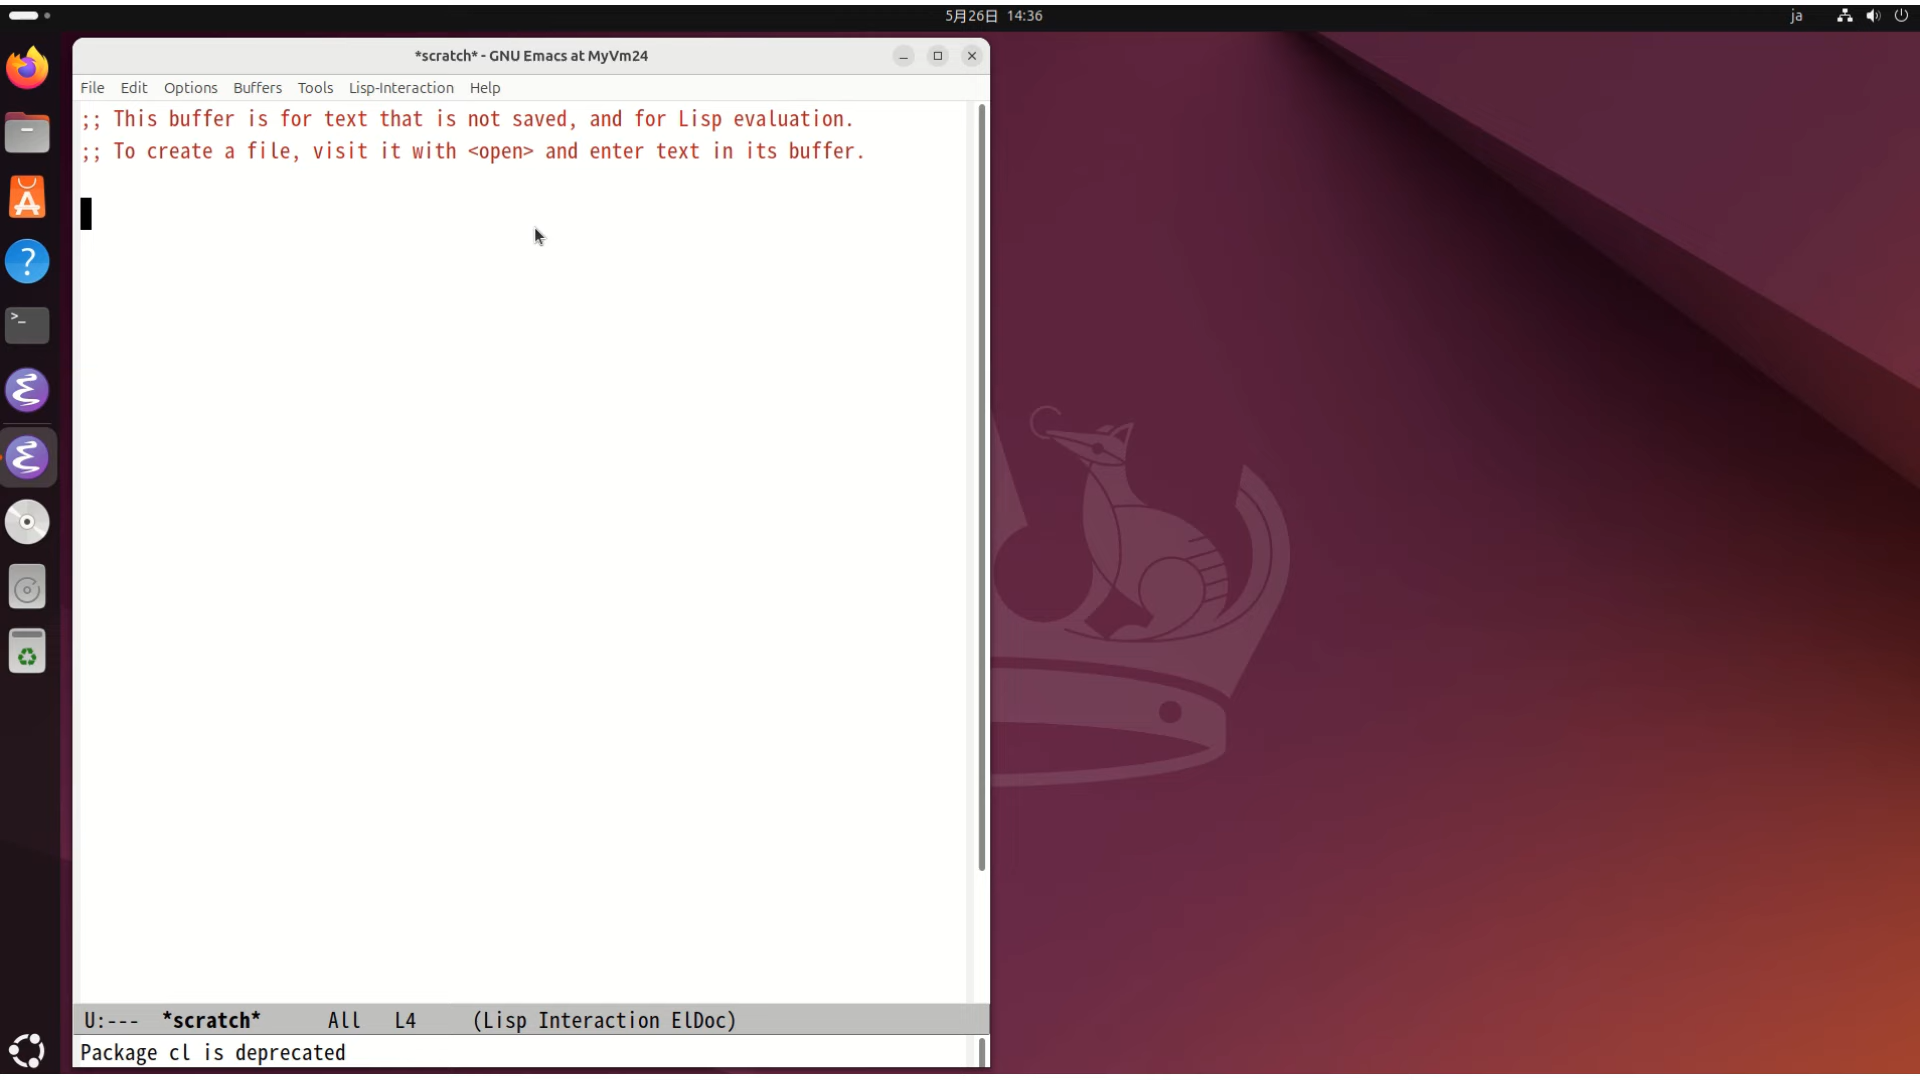 5月26日 14:36
ja
*scratch* - GNU Emacs at MyVm24
File Edit Options Buffers Tools Lisp-Interaction Help
;; This buffer is for text that is not saved, and for Lisp evaluation.
;; To create a file, visit it with <open> and enter text in its buffer.
U:--- *scratch* All L4 (Lisp Interaction ElDoc)
Package cl is deprecated